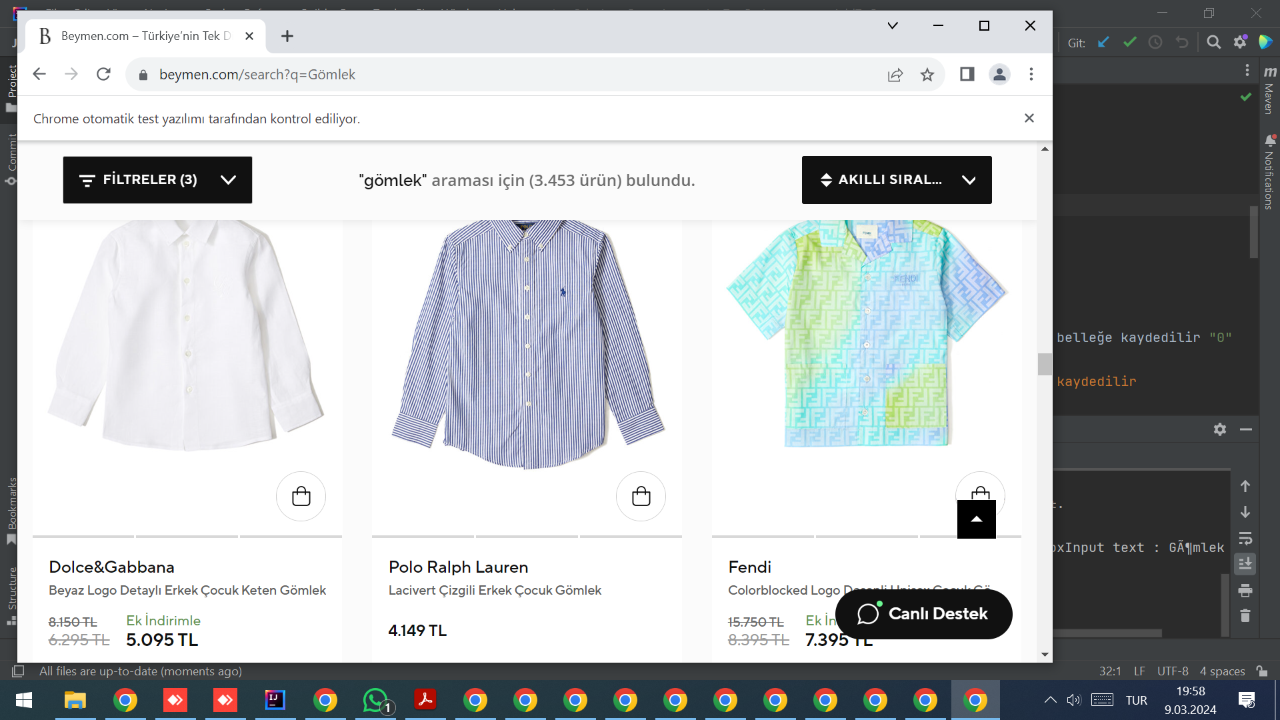 Beymen.com – Türkiye'nin Tek D
beymen.com/search?q=Gömlek
Git:
Chrome otomatik test yazılımı tarafından kontrol ediliyor.
FİLTRELER (3)
"gömlek" araması için (3.453 ürün) bulundu.
AKILLI SIRAL...
Project
Commit
Bookmarks
Structure
Maven
Notifications
belleğe kaydedilir "0"
kaydedilir
oxInput text : GÃ¶mlek
Dolce&Gabbana
Beyaz Logo Detaylı Erkek Çocuk Keten Gömlek
8.150 TL
Ek İndirimle
6.295 TL
5.095 TL
Polo Ralph Lauren
Lacivert Çizgili Erkek Çocuk Gömlek
4.149 TL
Fendi
Colorblocked Logo Desenli Unisex Çocuk Gö
15.750 TL
Ek İn
8.395 TL
7.395 TL
Canlı Destek
All files are up-to-date (moments ago)
32:1 LF UTF-8 4 spaces
1
TUR
19:58
9.03.2024